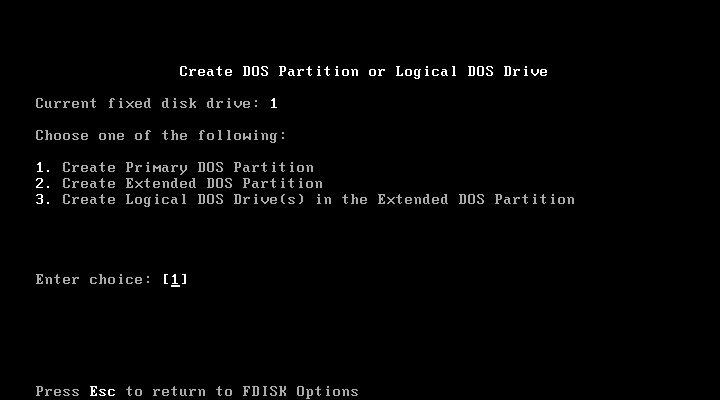 Create DOS Partition or Logical DOS Drive
Current fixed disk drive: 1
Choose one of the following:
1. Create Primary DOS Partition
2. Create Extended DOS Partition
3. Create Logical DOS Drive(s) in the Extended DOS Partition
Enter choice: [1]
Press Esc to return to FDISK Options